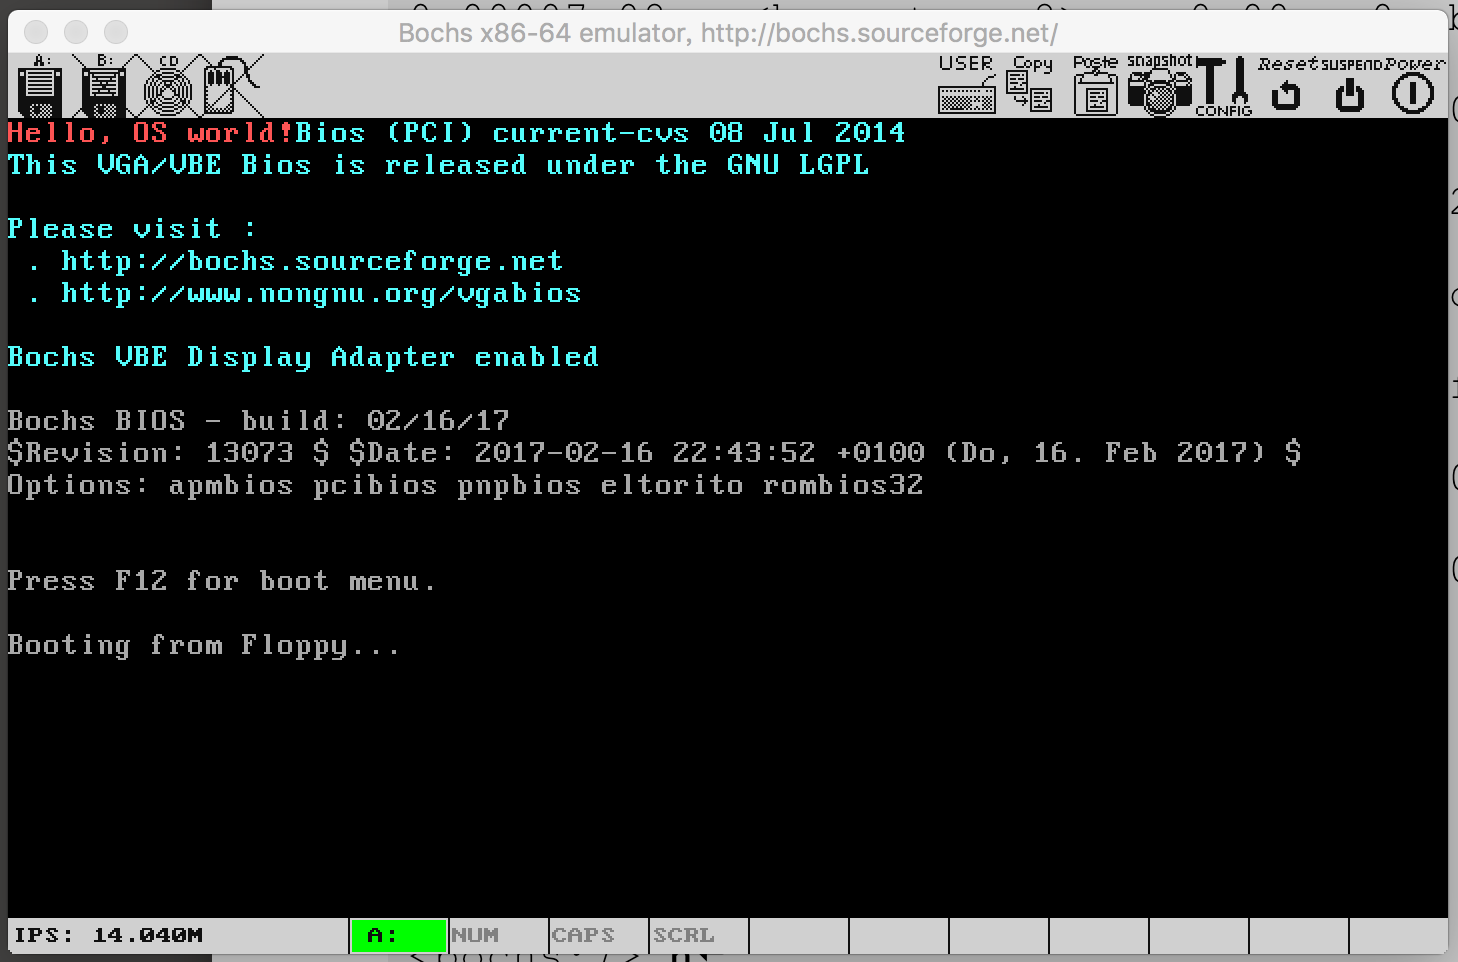 Bochs x86-64 emulator, http://bochs.sourceforge.net/
A: B: CD USER Copy Paste snapshot CONFIG Reset SUSPEND Power
Hello, OS world!Bios (PCI) current-cvs 08 Jul 2014
This VGA/VBE Bios is released under the GNU LGPL
Please visit :
. http://bochs.sourceforge.net
. http://www.nongnu.org/vgabios
Bochs VBE Display Adapter enabled
Bochs BIOS - build: 02/16/17
$Revision: 13073 $ $Date: 2017-02-16 22:43:52 +0100 (Do, 16. Feb 2017) $
Options: apmbios pcibios pnpbios eltorito rombios32
Press F12 for boot menu.
Booting from Floppy...
IPS: 14.040M A: NUM CAPS SCRL